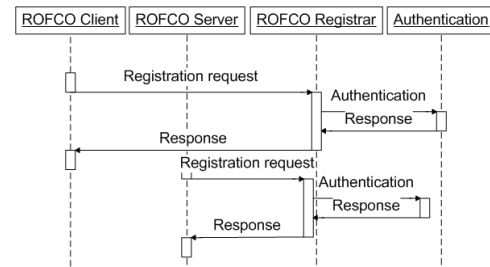 ROFCO Client ROFCO Server ROFCO Registrar Authentication
Registration request
Authentication
Response
Response
Registration request
Authentication
Response
Response